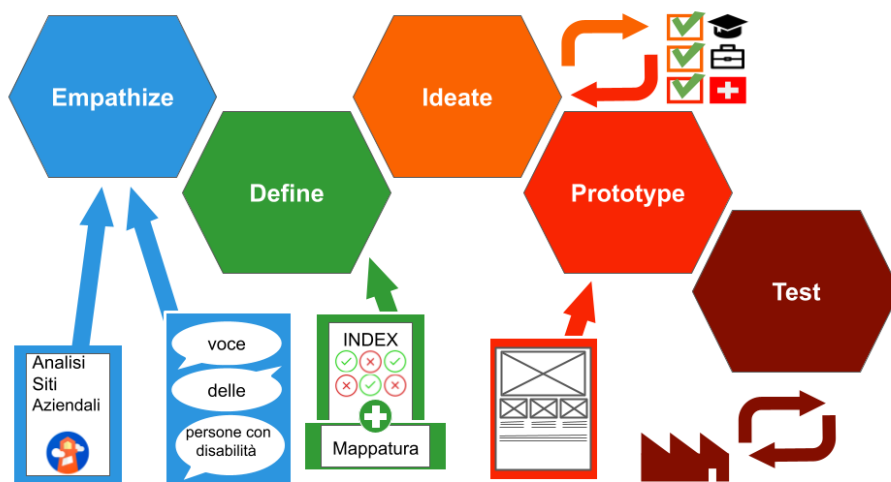 Empathize
Define
Ideate
Prototype
Test
Analisi
Siti
Aziendali
voce
delle
persone con
disabilità
INDEX
Mappatura